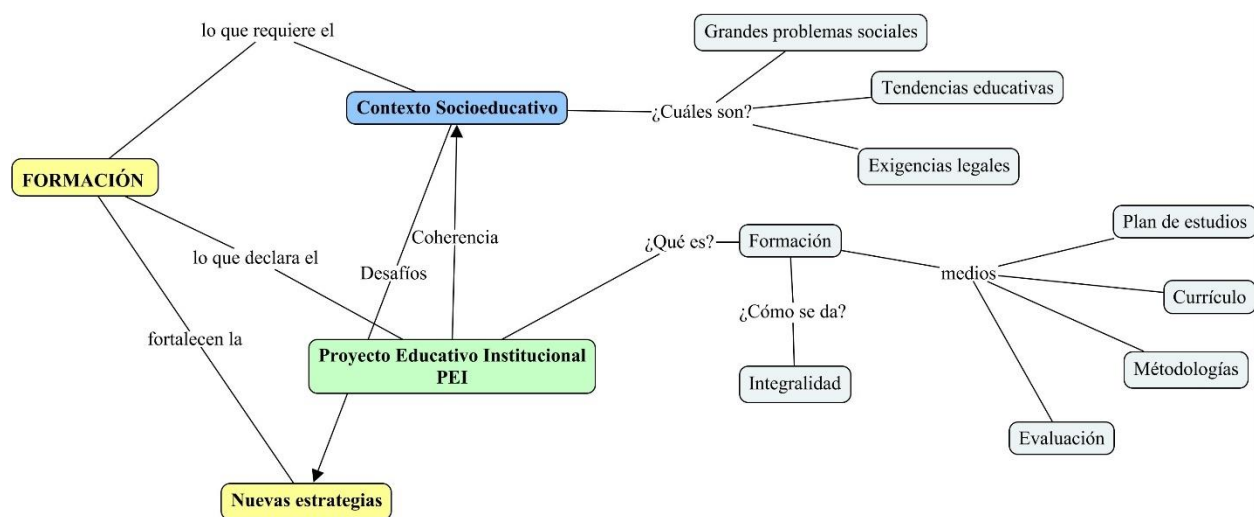 lo que requiere el
Grandes problemas sociales
Contexto Socioeducativo
¿Cuáles son?
Tendencias educativas
Exigencias legales
FORMACIÓN
lo que declara el
Coherencia
Desafíos
¿Qué es?
Formación
medios
Plan de estudios
Currículo
¿Cómo se da?
fortalecen la
Proyecto Educativo Institucional
PEI
Integralidad
Métodologías
Evaluación
Nuevas estrategias